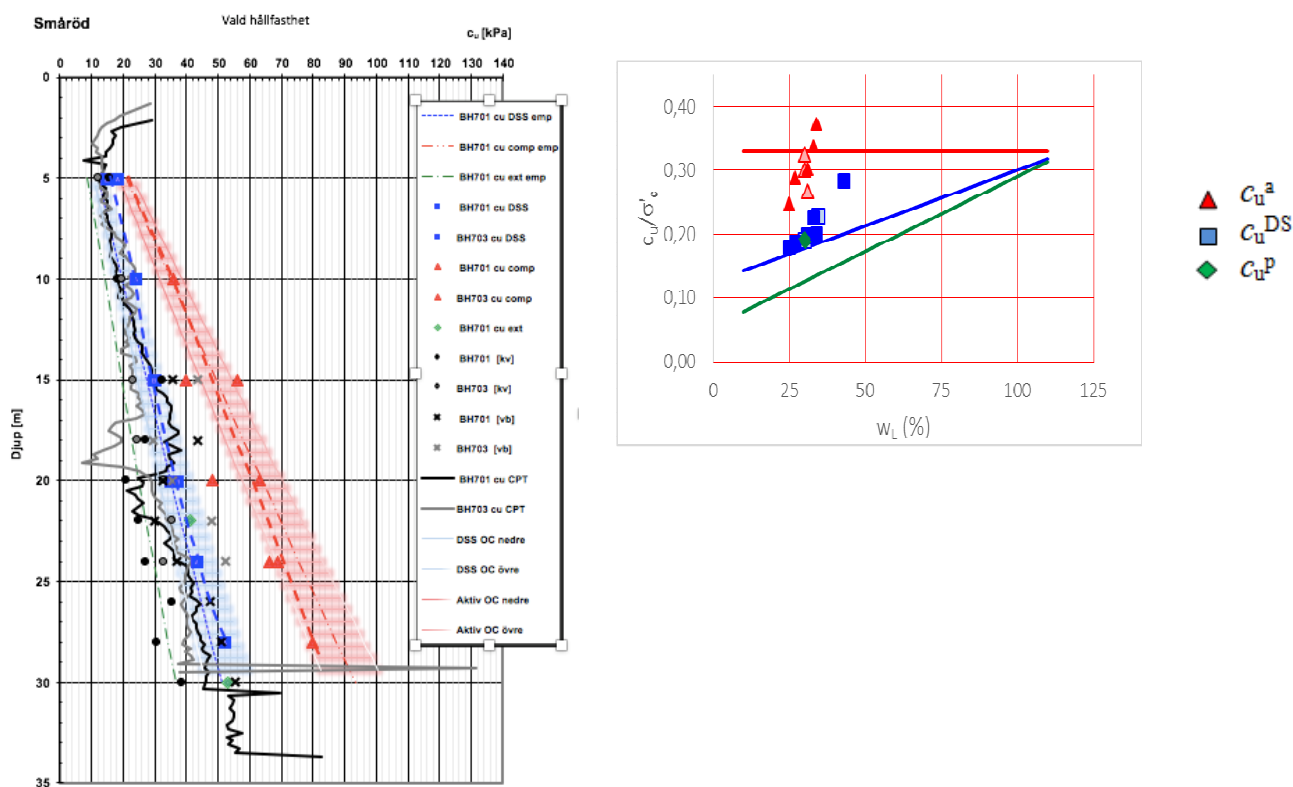 Småröd
Vald hållfasthet
cᵤ [kPa]
0 10 20 30 40 50 60 70 80 90 100 110 120 130 140
0
5
10
15
20
25
30
35
Djup [m]
BH701 cu DSS emp
BH701 cu comp emp
BH701 cu ext emp
BH701 cu DSS
BH703 cu DSS
BH701 cu comp
BH703 cu comp
BH701 cu ext
BH701 [kv]
BH703 [kv]
BH701 [vb]
BH703 [vb]
BH701 cu CPT
BH703 cu CPT
DSS OC nedre
DSS OC övre
Aktiv OC nedre
Aktiv OC övre
cᵤ/σ'c
0,40
0,30
0,20
0,10
0,00
0 25 50 75 100 125
wL (%)
cᵤᵃ
cᵤDS
cᵤᵖ